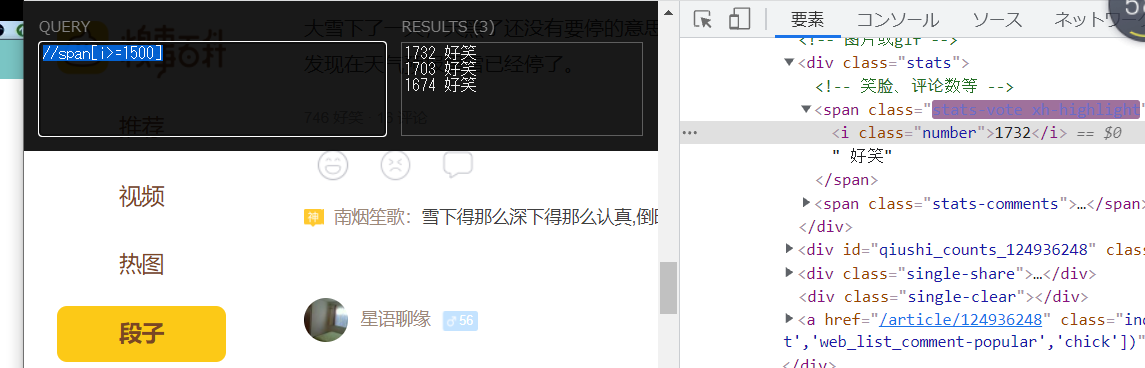 QUERY
//span[i>=1500]
RESULTS (3)
1732 好笑
1703 好笑
1674 好笑
大雪下了一
还没有要停的意思
发现在天气
已经停了。
746 好笑
评论
推荐
视频
热图
段子
神 南烟笙歌：雪下得那么深下得那么认真,倒
星语聊缘 ♂ 56
要素 コンソール ソース ネットワーク
<!-- 图片或gif -->
▼<div class="stats">
<!-- 笑脸、评论数等 -->
▼<span class="stats-vote xh-highlight"
··· <i class="number">1732</i> == $0
" 好笑"
</span>
▶<span class="stats-comments">…</span>
</div>
▶<div id="qiushi_counts_124936248" clas
▶<div class="single-share">…</div>
<div class="single-clear"></div>
▶<a href="/article/124936248" class="ind
t','web_list_comment-popular','chick'])"
</div>